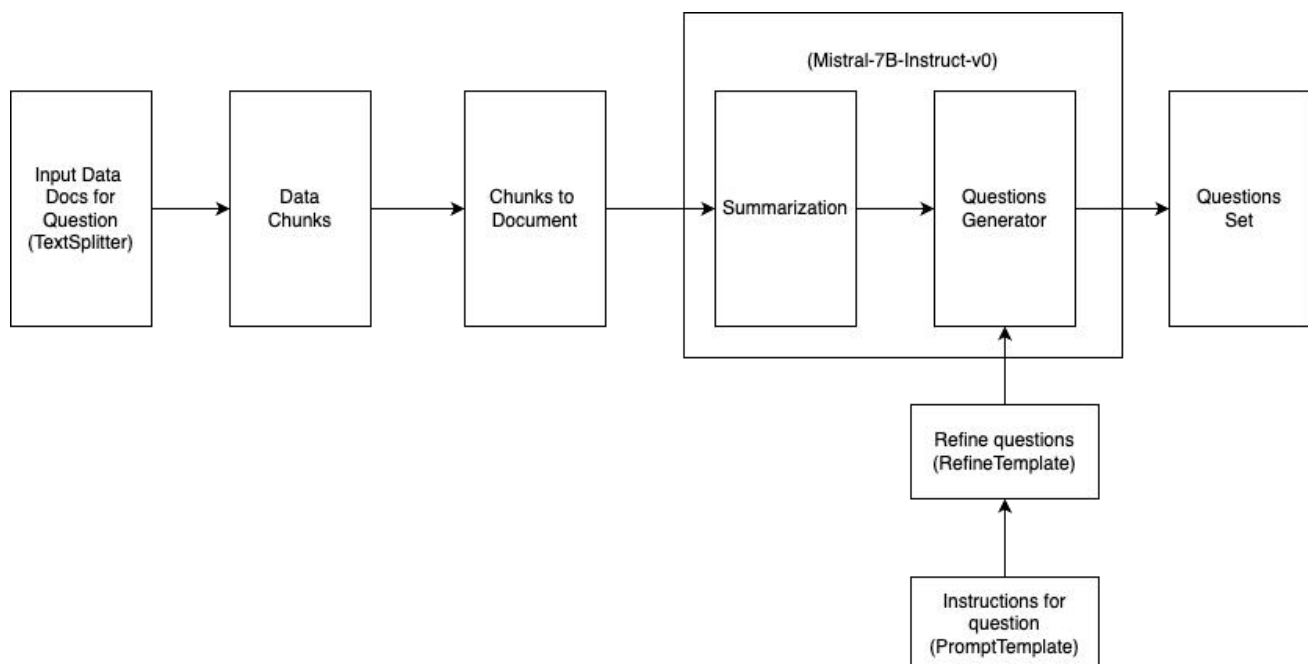 (Mistral-7B-Instruct-v0)
Input Data
Docs for
Question
(TextSplitter)
Data
Chunks
Chunks to
Document
Summarization
Questions
Generator
Questions
Set
Refine questions
(RefineTemplate)
Instructions for
question
(PromptTemplate)